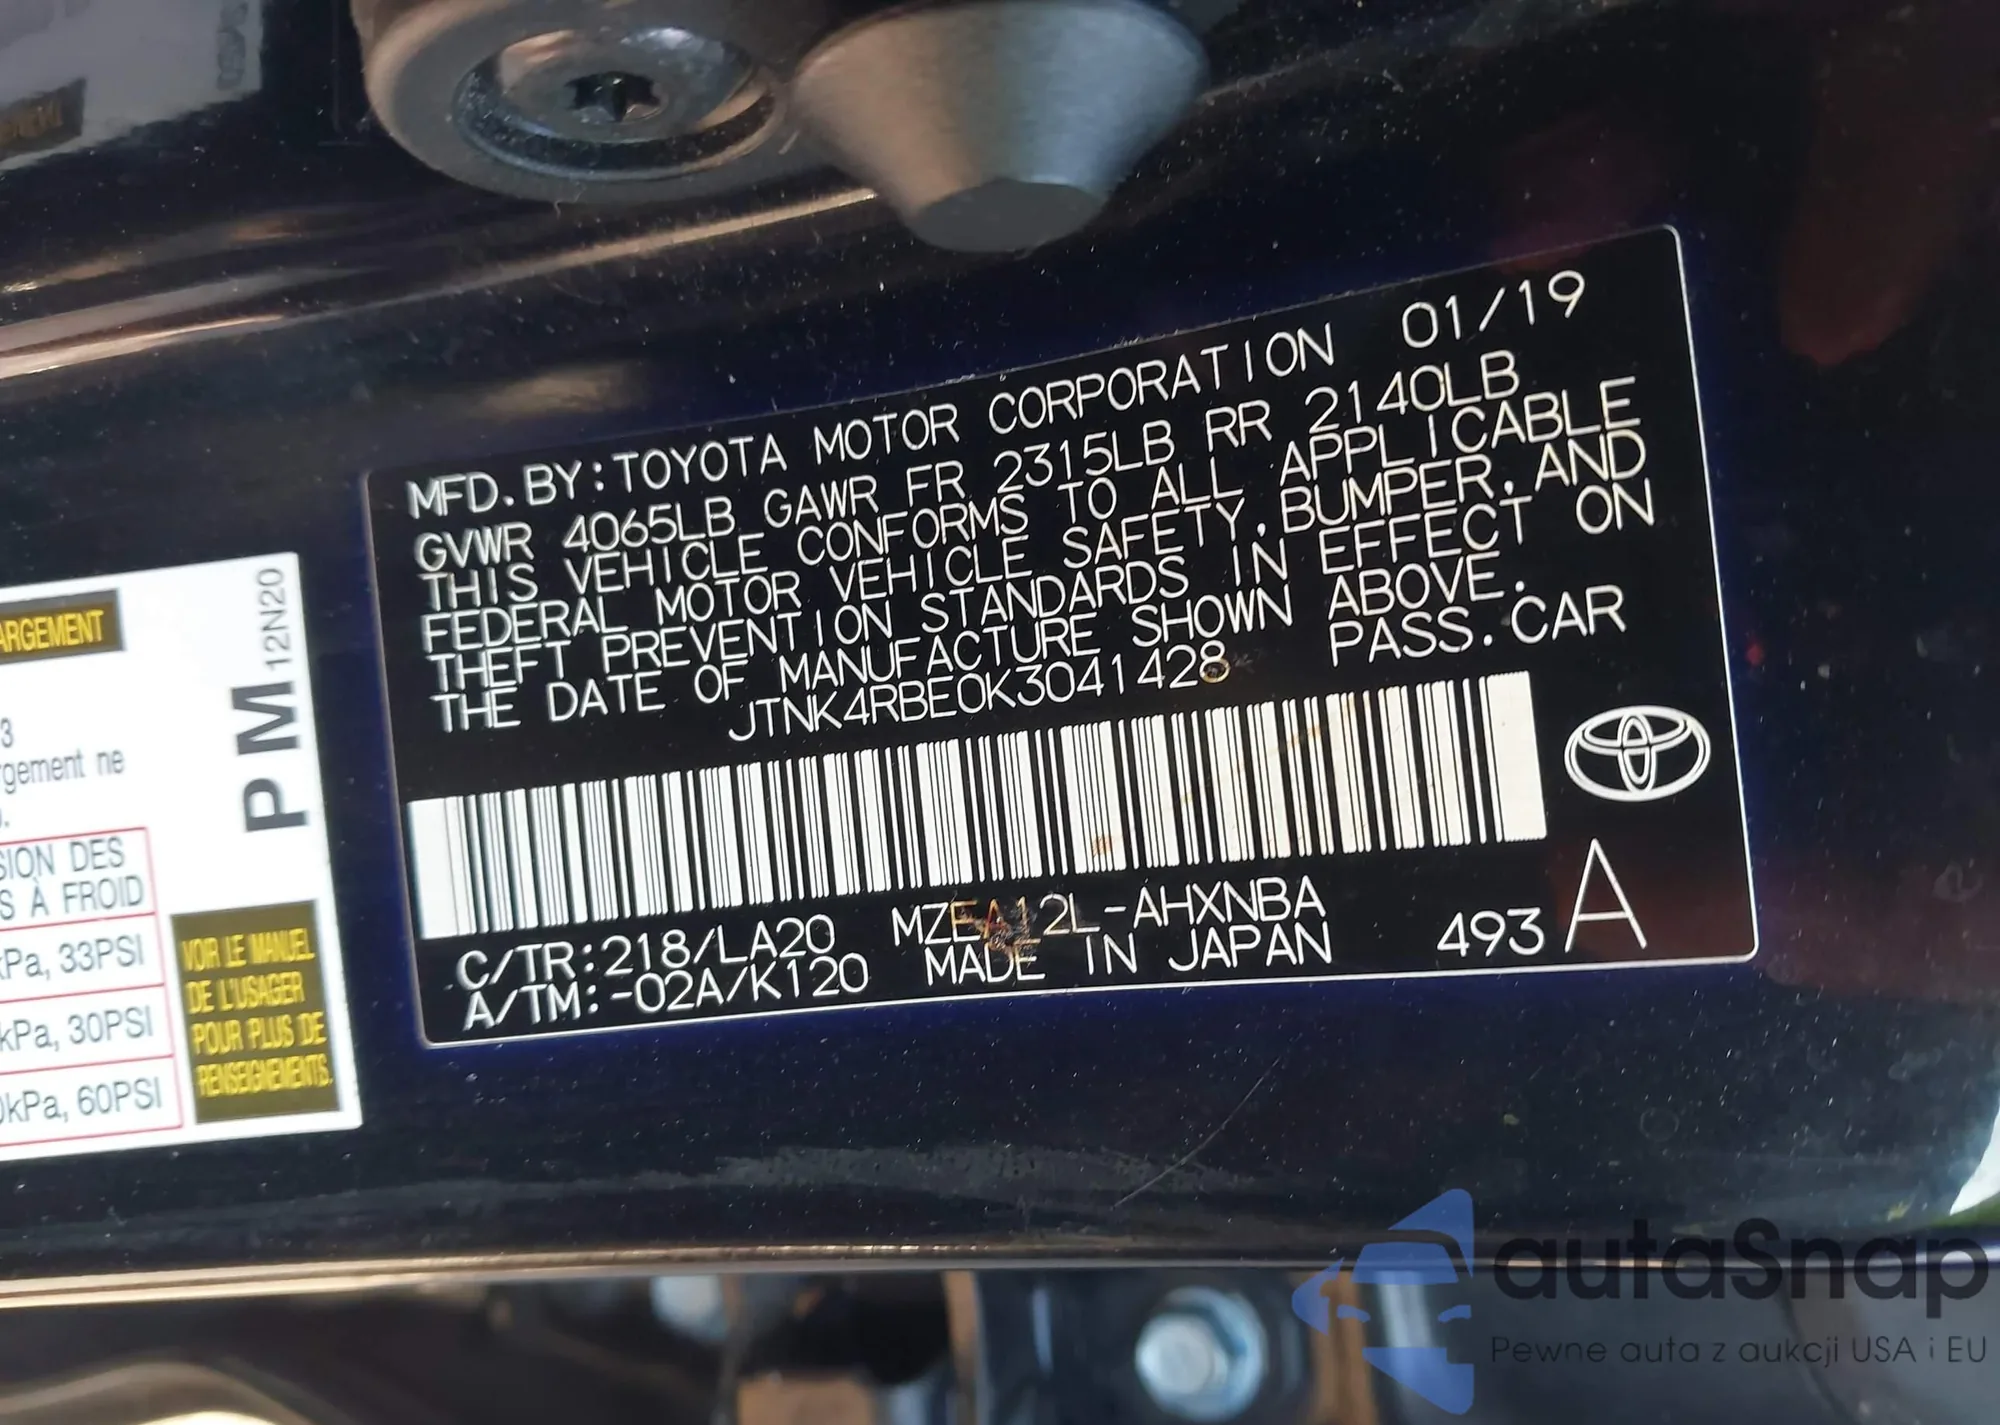 MFD.BY:TOYOTA MOTOR CORPORATION 01/19
GVWR 4065LB GAWR FR 2315LB RR 2140LB
THIS VEHICLE CONFORMS TO ALL APPLICABLE
FEDERAL MOTOR VEHICLE SAFETY,BUMPER,AND
THEFT PREVENTION STANDARDS IN EFFECT ON
THE DATE OF MANUFACTURE SHOWN ABOVE.
JTNK4RBE0K3041428 PASS.CAR
C/TR:218/LA20 MZEA12L-AHXNBA
A/TM:-02A/K120 MADE IN JAPAN 493 A
ARGEMENT
PM 12N20
3
rgement ne
SION DES
S À FROID
kPa, 33PSI
kPa, 30PSI
0kPa, 60PSI
VOIR LE MANUEL
DE L'USAGER
POUR PLUS DE
RENSEIGNEMENTS.
autaSnap
Pewne auta z aukcji USA i EU